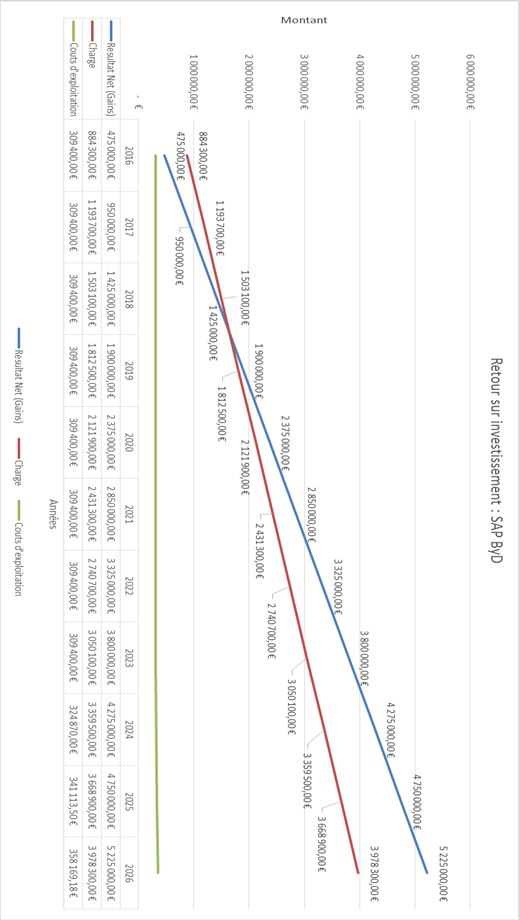 Retour sur investissement : SAP ByD
Montant
6 000 000,00 €
5 000 000,00 €
4 000 000,00 €
3 000 000,00 €
2 000 000,00 €
1 000 000,00 €
- €
475 000,00 €
950 000,00 €
1 425 000,00 €
1 900 000,00 €
2 375 000,00 €
2 850 000,00 €
3 325 000,00 €
3 800 000,00 €
4 275 000,00 €
4 750 000,00 €
5 225 000,00 €
884 300,00 €
1 193 700,00 €
1 503 100,00 €
1 812 500,00 €
2 121 900,00 €
2 431 300,00 €
2 740 700,00 €
3 050 100,00 €
3 359 500,00 €
3 668 900,00 €
3 978 300,00 €
2016 2017 2018 2019 2020 2021 2022 2023 2024 2025 2026
Resultat Net (Gains) 475 000,00 € 950 000,00 € 1 425 000,00 € 1 900 000,00 € 2 375 000,00 € 2 850 000,00 € 3 325 000,00 € 3 800 000,00 € 4 275 000,00 € 4 750 000,00 € 5 225 000,00 €
Charge 884 300,00 € 1 193 700,00 € 1 503 100,00 € 1 812 500,00 € 2 121 900,00 € 2 431 300,00 € 2 740 700,00 € 3 050 100,00 € 3 359 500,00 € 3 668 900,00 € 3 978 300,00 €
Couts d'exploitation 309 400,00 € 309 400,00 € 309 400,00 € 309 400,00 € 309 400,00 € 309 400,00 € 309 400,00 € 309 400,00 € 324 870,00 € 341 113,50 € 358 169,18 €
Années
Resultat Net (Gains) Charge Couts d'exploitation